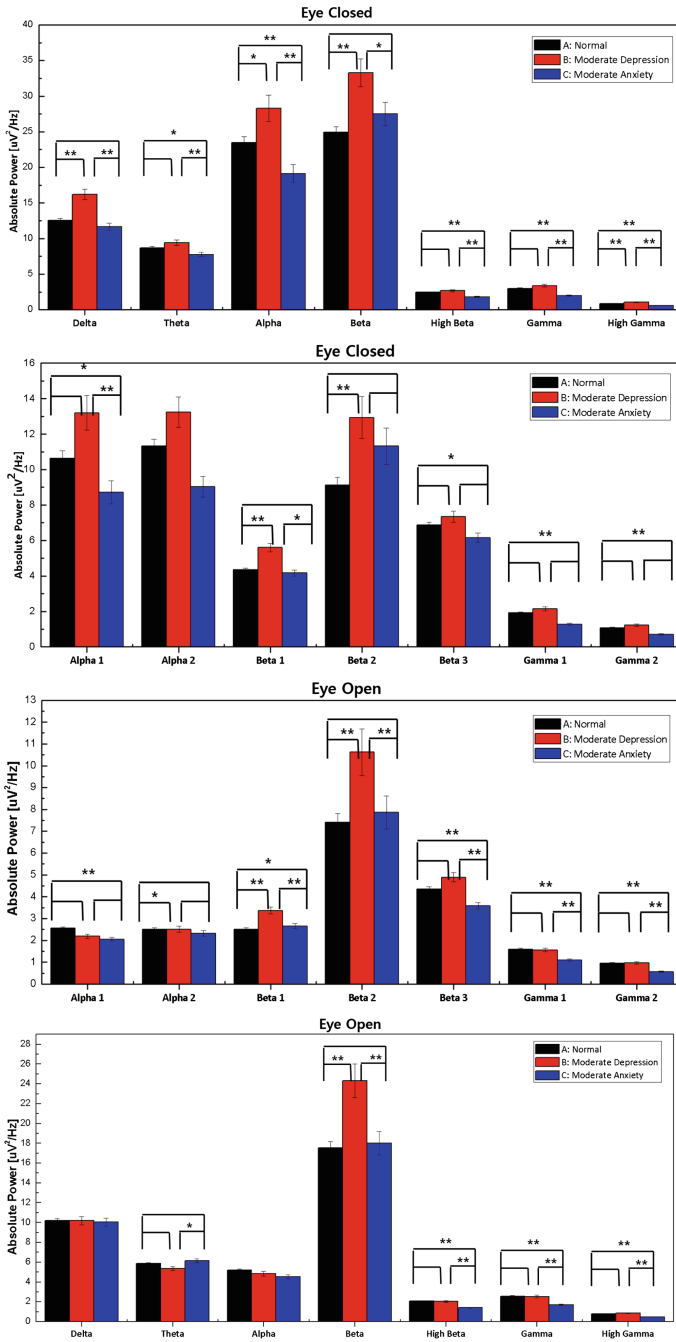 Eye Closed
Absolute Power [uV²/Hz]
40
35
30
25
20
15
10
5
0
A: Normal
B: Moderate Depression
C: Moderate Anxiety
** * **
** * **
** * **
** ** ** **
** ** ** ** **
Delta Theta Alpha Beta High Beta Gamma High Gamma
Eye Closed
Absolute Power [uV²/Hz]
16
14
12
10
8
6
4
2
0
A: Normal
B: Moderate Depression
C: Moderate Anxiety
*
** **
*
** *
** **
Alpha 1 Alpha 2 Beta 1 Beta 2 Beta 3 Gamma 1 Gamma 2
Eye Open
Absolute Power [uV²/Hz]
13
12
11
10
9
8
7
6
5
4
3
2
1
0
A: Normal
B: Moderate Depression
C: Moderate Anxiety
** **
**
** * ** **
* ** ** ** **
Alpha 1 Alpha 2 Beta 1 Beta 2 Beta 3 Gamma 1 Gamma 2
Eye Open
Absolute Power [uV²/Hz]
28
26
24
22
20
18
16
14
12
10
8
6
4
2
0
A: Normal
B: Moderate Depression
C: Moderate Anxiety
** **
* ** ** **
** ** **
Delta Theta Alpha Beta High Beta Gamma High Gamma